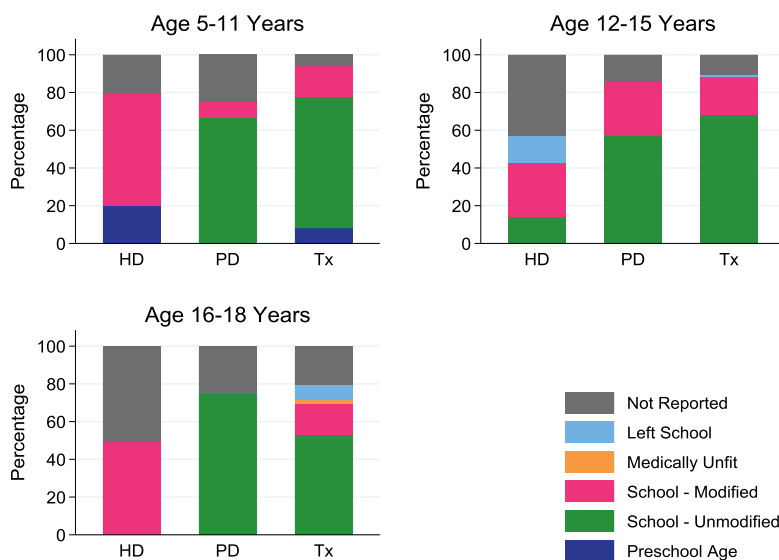 Age 5-11 Years
100
80
60
40
20
0
Percentage
HD PD Tx
Age 12-15 Years
100
80
60
40
20
0
Percentage
HD PD Tx
Age 16-18 Years
100
80
60
40
20
0
Percentage
HD PD Tx
Not Reported
Left School
Medically Unfit
School - Modified
School - Unmodified
Preschool Age